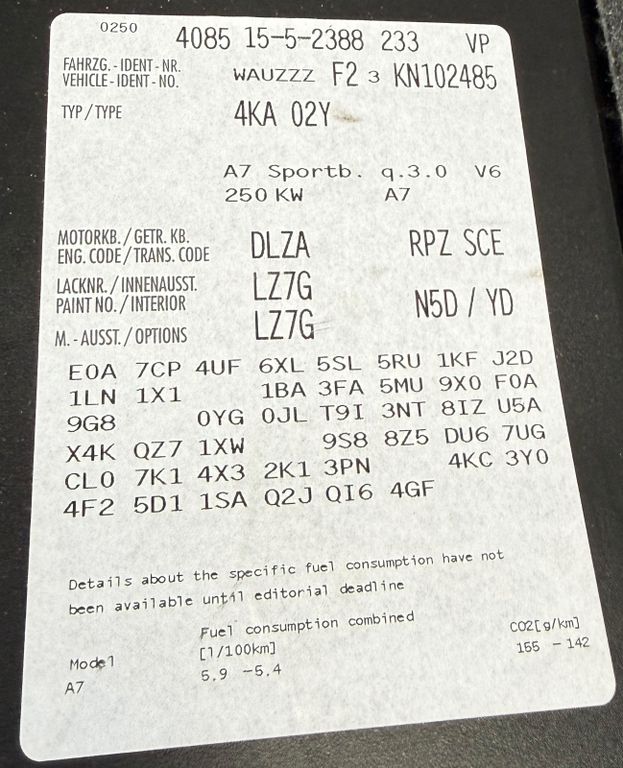 0250
4085 15-5-2388 233 VP
FAHRZG.-IDENT-NR.
VEHICLE-IDENT-NO. WAUZZZ F2 3 KN102485
TYP/TYPE 4KA 02Y
A7 Sportb. q.3.0 V6
250 KW A7
MOTORKB./GETR. KB.
ENG. CODE/TRANS. CODE DLZA RPZ SCE
LACKNR./INNENAUSST. LZ7G
PAINT NO./INTERIOR N5D / YD
M.-AUSST./OPTIONS LZ7G
E0A 7CP 4UF 6XL 5SL 5RU 1KF J2D
1LN 1X1 1BA 3FA 5MU 9X0 F0A
9G8 0YG 0JL T9I 3NT 8IZ U5A
X4K QZ7 1XW 9S8 8Z5 DU6 7UG
CL0 7K1 4X3 2K1 3PN 4KC 3Y0
4F2 5D1 1SA Q2J QI6 4GF
Details about the specific fuel consumption have not
been available until editorial deadline
Fuel consumption combined CO2[g/km]
Model [l/100km] 155 - 142
A7 5.9 -5.4